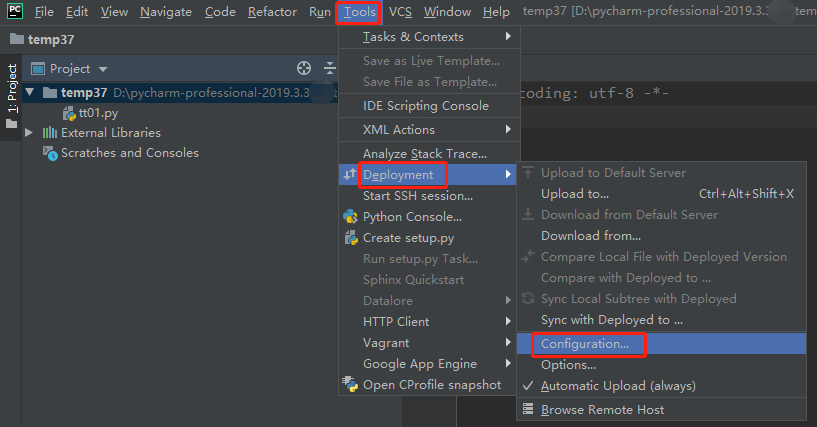 PC File Edit View Navigate Code Refactor Run Tools VCS Window Help temp37 [D:\pycharm-professional-2019.3.3
temp37
1: Project
Project
temp37 D:\pycharm-professional-2019.3.3
tt01.py
External Libraries
Scratches and Consoles
coding: utf-8 -*-
Tasks & Contexts
Save as Live Template...
Save File as Template...
IDE Scripting Console
XML Actions
Analyze Stack Trace...
Deployment
Start SSH session...
Python Console...
Create setup.py
Run setup.py Task...
Sphinx Quickstart
Datalore
HTTP Client
Vagrant
Google App Engine
Open CProfile snapshot
Upload to Default Server
Upload to... Ctrl+Alt+Shift+X
Download from Default Server
Download from...
Compare Local File with Deployed Version
Compare with Deployed to ...
Sync Local Subtree with Deployed
Sync with Deployed to ...
Configuration...
Options...
Automatic Upload (always)
Browse Remote Host